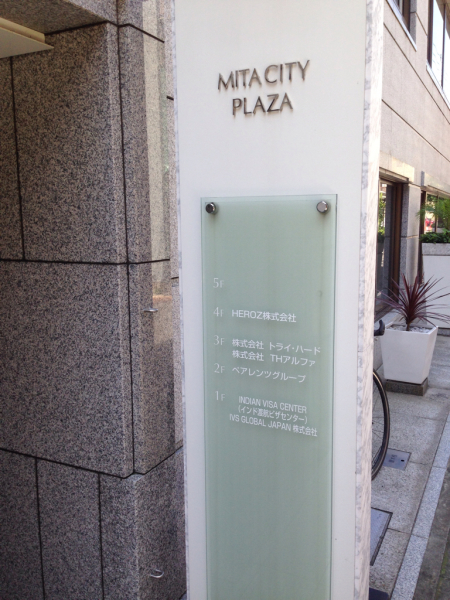 MITA CITY
PLAZA
5F
4F HEROZ株式会社
3F 株式会社 トライ・ハード
株式会社 THアルファ
2F ペアレンツグループ
1F INDIAN VISA CENTER
(インド査証ビザセンター)
IVS GLOBAL JAPAN 株式会社